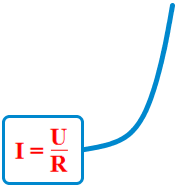 I = U/R